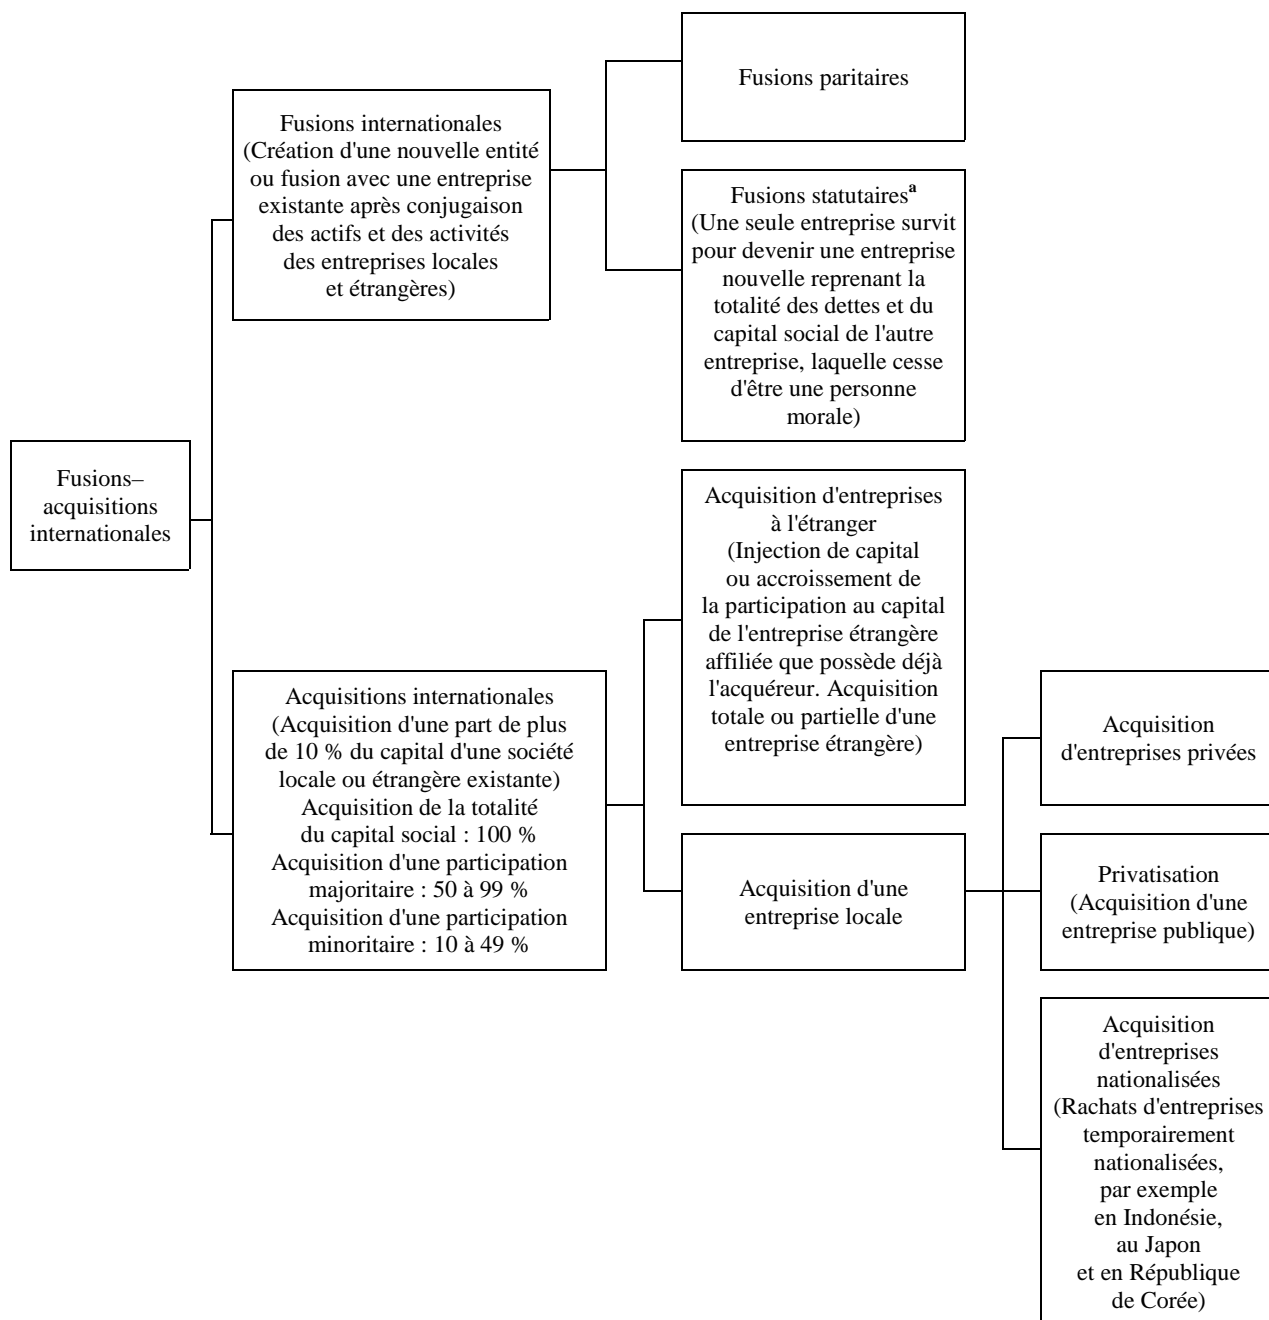 Fusions paritaires
Fusions internationales
(Création d'une nouvelle entité
ou fusion avec une entreprise
existante après conjugaison
des actifs et des activités
des entreprises locales
et étrangères)
Fusions statutairesᵃ
(Une seule entreprise survit
pour devenir une entreprise
nouvelle reprenant la
totalité des dettes et du
capital social de l'autre
entreprise, laquelle cesse
d'être une personne
morale)
Fusions–
acquisitions
internationales
Acquisition d'entreprises
à l'étranger
(Injection de capital
ou accroissement de
la participation au capital
de l'entreprise étrangère
affiliée que possède déjà
l'acquéreur. Acquisition
totale ou partielle d'une
entreprise étrangère)
Acquisitions internationales
(Acquisition d'une part de plus
de 10 % du capital d'une société
locale ou étrangère existante)
Acquisition de la totalité
du capital social : 100 %
Acquisition d'une participation
majoritaire : 50 à 99 %
Acquisition d'une participation
minoritaire : 10 à 49 %
Acquisition d'une
entreprise locale
Acquisition
d'entreprises privées
Privatisation
(Acquisition d'une
entreprise publique)
Acquisition
d'entreprises
nationalisées
(Rachats d'entreprises
temporairement
nationalisées,
par exemple
en Indonésie,
au Japon
et en République
de Corée)